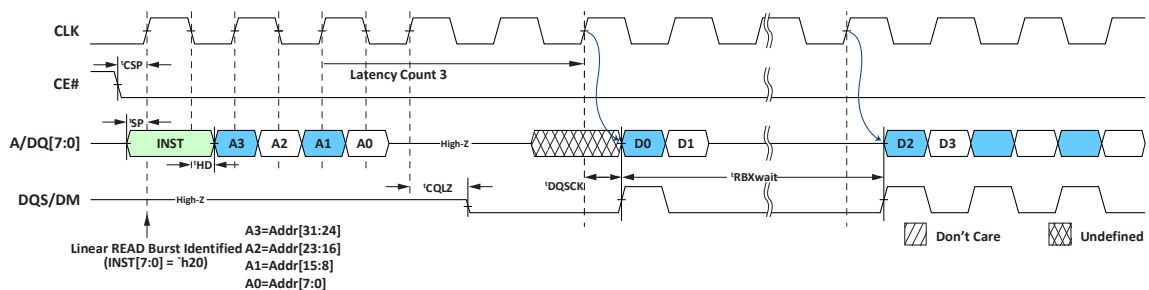 CLK
tCSP
Latency Count 3
CE#
tSP
A/DQ[7:0]
INST
A3
A2
A1
A0
High-Z
D0
D1
D2
D3
tHD
tDQSCK
tRBXwait
tCQLZ
DQS/DM
High-Z
Linear READ Burst Identified
(INST[7:0] = `h20)
A3=Addr[31:24]
A2=Addr[23:16]
A1=Addr[15:8]
A0=Addr[7:0]
Don't Care
Undefined